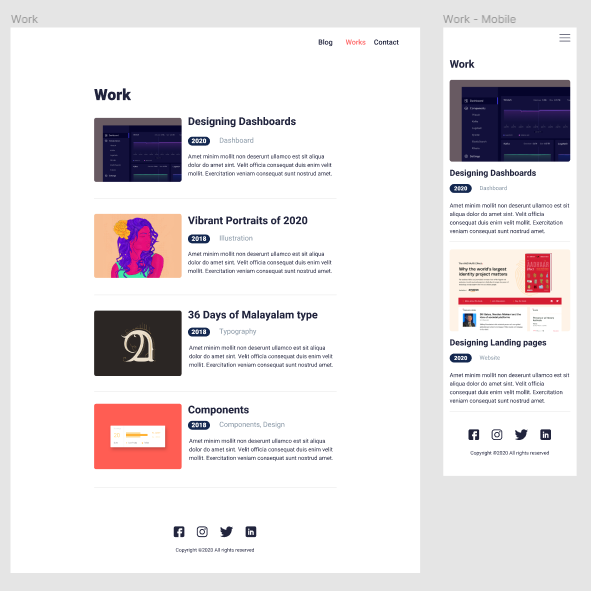 Work
Blog Works Contact
Work
Designing Dashboards
2020 Dashboard
Amet minim mollit non deserunt ullamco est sit aliqua
dolor do amet sint. Velit officia consequat duis enim velit
mollit. Exercitation veniam consequat sunt nostrud amet.
Vibrant Portraits of 2020
2018 Illustration
Amet minim mollit non deserunt ullamco est sit aliqua
dolor do amet sint. Velit officia consequat duis enim velit
mollit. Exercitation veniam consequat sunt nostrud amet.
36 Days of Malayalam type
2018 Typography
Amet minim mollit non deserunt ullamco est sit aliqua
dolor do amet sint. Velit officia consequat duis enim velit
mollit. Exercitation veniam consequat sunt nostrud amet.
Components
2018 Components, Design
Amet minim mollit non deserunt ullamco est sit aliqua
dolor do amet sint. Velit officia consequat duis enim velit
mollit. Exercitation veniam consequat sunt nostrud amet.
Copyright ©2020 All rights reserved
Work - Mobile
Work
Designing Dashboards
2020 Dashboard
Amet minim mollit non deserunt ullamco est sit
aliqua dolor do amet sint. Velit officia
consequat duis enim velit mollit. Exercitation
veniam consequat sunt nostrud amet.
Why the world's largest
identity project matters
Designing Landing pages
2020 Website
Amet minim mollit non deserunt ullamco est sit
aliqua dolor do amet sint. Velit officia
consequat duis enim velit mollit. Exercitation
veniam consequat sunt nostrud amet.
Copyright ©2020 All rights reserved